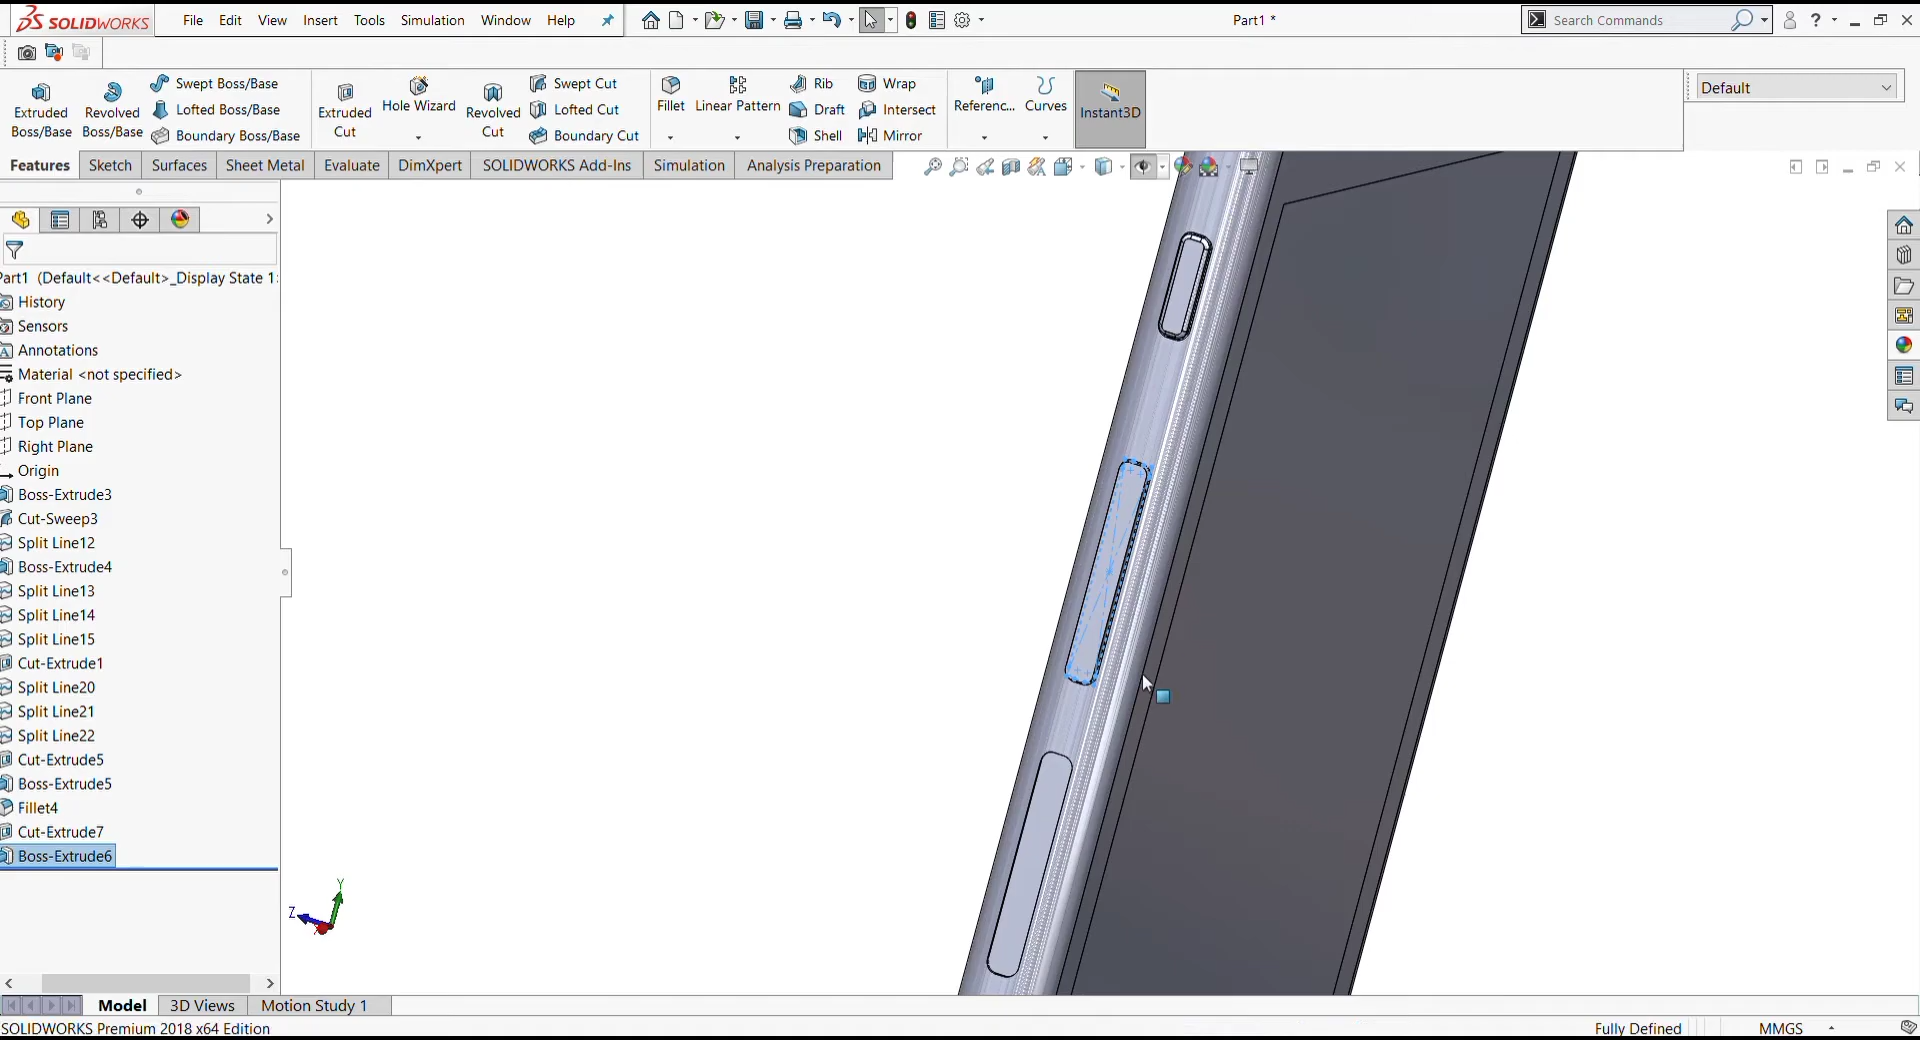 SOLIDWORKS File Edit View Insert Tools Simulation Window Help Part1 * Search Commands ?
Extruded Boss/Base
Revolved Boss/Base
Swept Boss/Base
Lofted Boss/Base
Boundary Boss/Base
Extruded Cut
Hole Wizard
Revolved Cut
Swept Cut
Lofted Cut
Boundary Cut
Fillet
Linear Pattern
Rib
Draft
Shell
Wrap
Intersect
Mirror
Referenc...
Curves
Instant3D
Default
Features Sketch Surfaces Sheet Metal Evaluate DimXpert SOLIDWORKS Add-Ins Simulation Analysis Preparation
Part1 (Default<<Default>_Display State 1
History
Sensors
Annotations
Material <not specified>
Front Plane
Top Plane
Right Plane
Origin
Boss-Extrude3
Cut-Sweep3
Split Line12
Boss-Extrude4
Split Line13
Split Line14
Split Line15
Cut-Extrude1
Split Line20
Split Line21
Split Line22
Cut-Extrude5
Boss-Extrude5
Fillet4
Cut-Extrude7
Boss-Extrude6
Y
Z
X
Model 3D Views Motion Study 1
SOLIDWORKS Premium 2018 x64 Edition Fully Defined MMGS